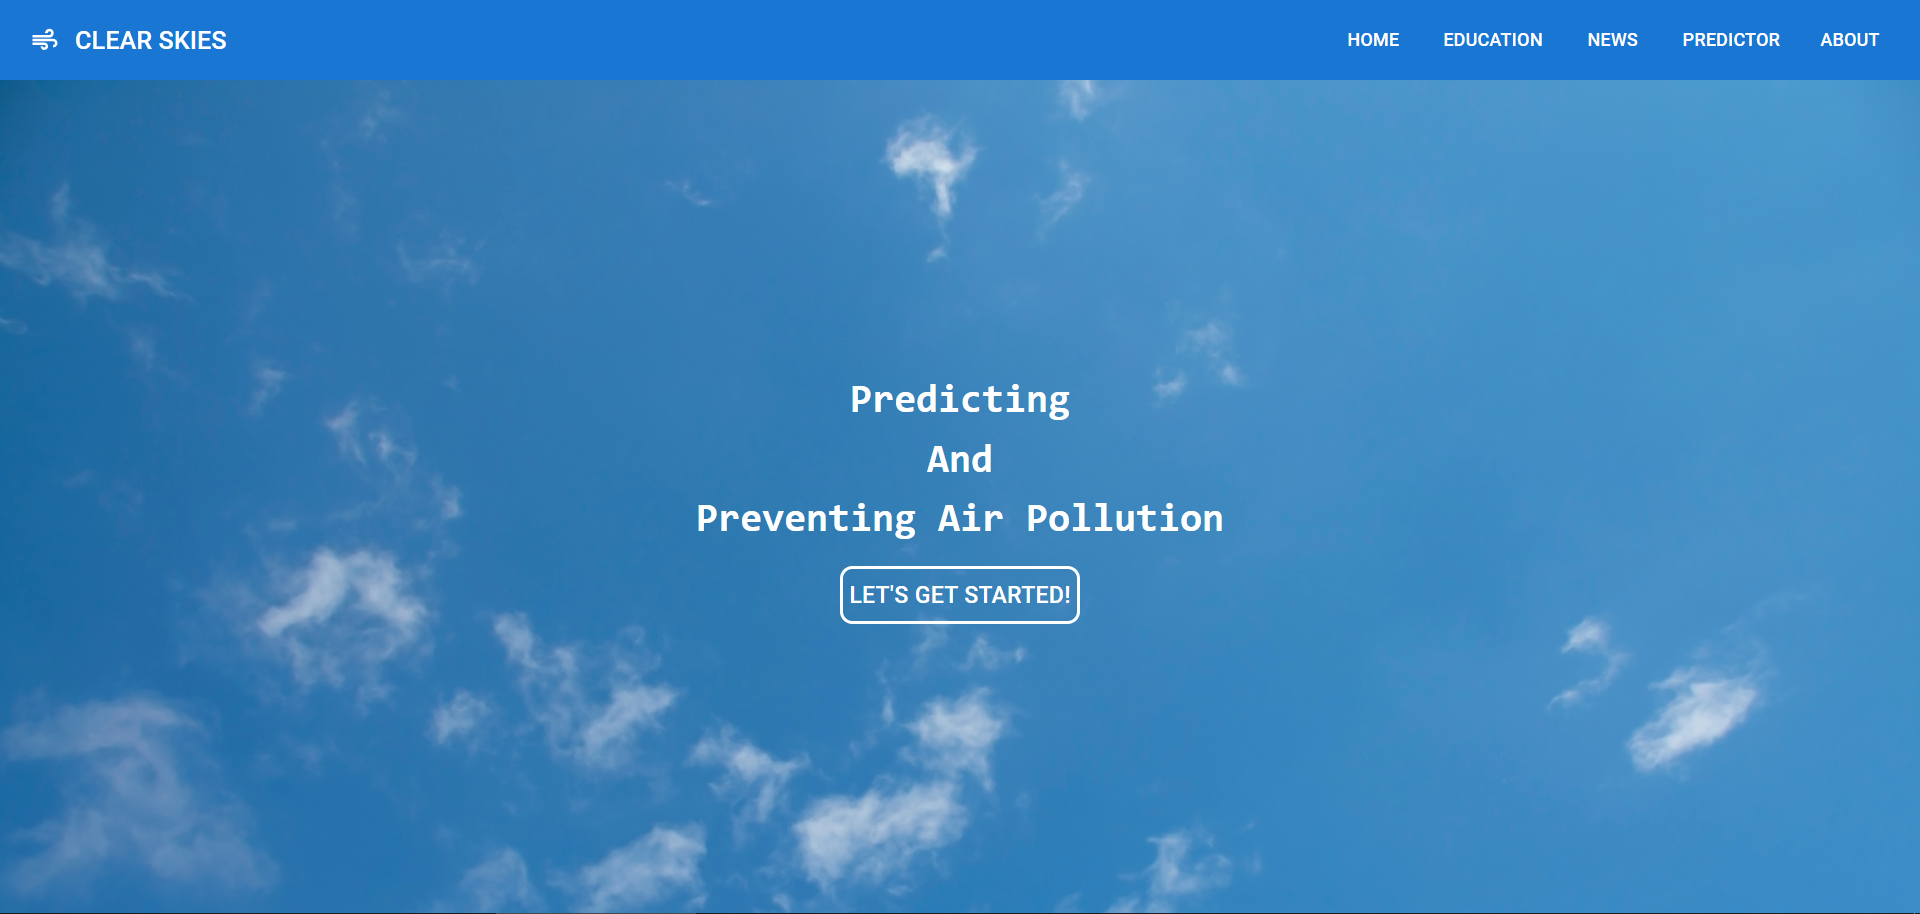 CLEAR SKIES
HOME EDUCATION NEWS PREDICTOR ABOUT
Predicting
And
Preventing Air Pollution
LET'S GET STARTED!